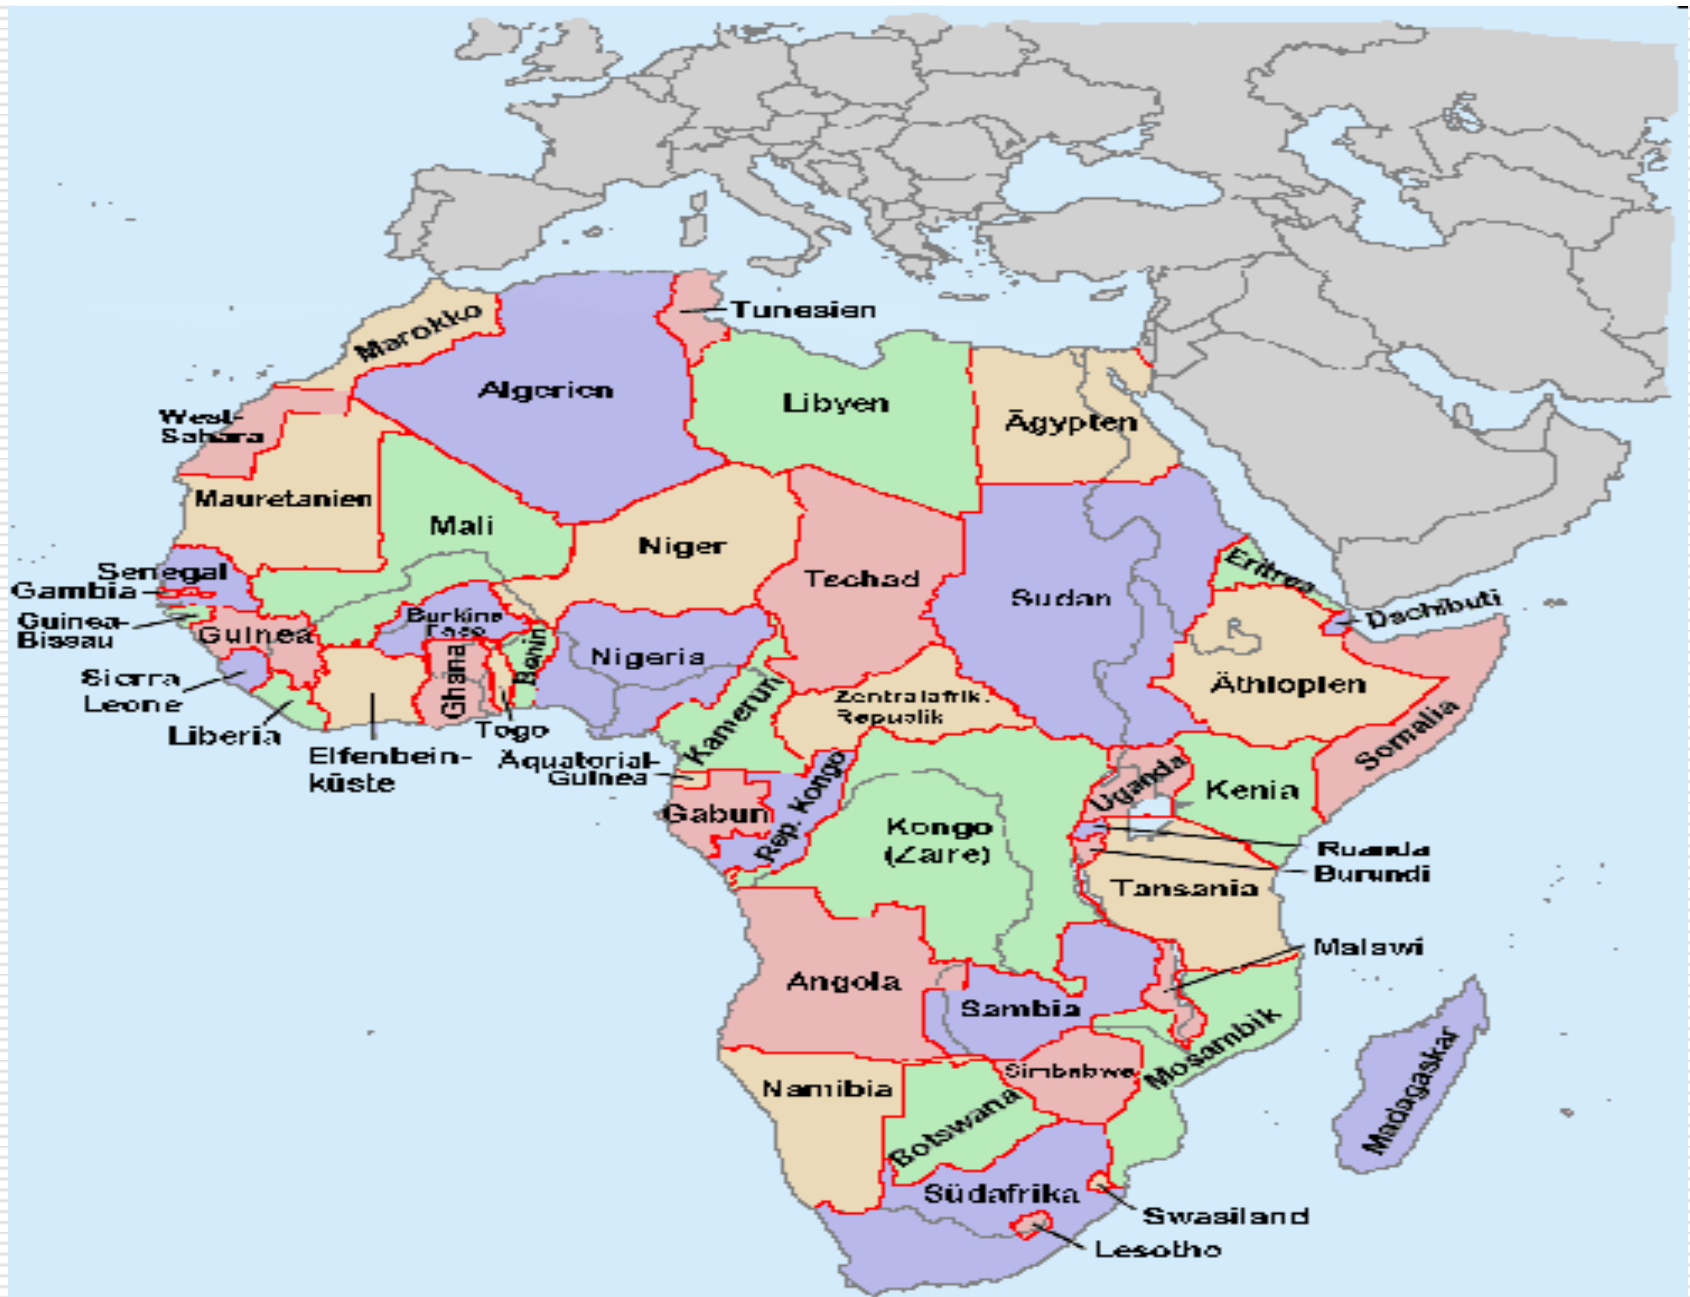 Tunesien
Marokko
Algerien
Libyen
Ägypten
West-
Sahara
Mauretanien
Mali
Niger
Tschad
Sudan
Eritrea
Dschibuti
Senegal
Gambia
Guinea-
Bissau
Guinea
Burkina
Faso
Benin
Ghana
Nigeria
Sierra
Leone
Liberia
Elfenbein-
küste
Togo
Äquatorial-
Guinea
Kamerun
Zentralafrik.
Republik
Äthiopien
Somalia
Uganda
Kenia
Gabun
Rep. Kongo
Kongo
(Zaire)
Ruanda
Burundi
Tansania
Malawi
Angola
Sambia
Mosambik
Simbabwe
Namibia
Botswana
Madagaskar
Südafrika
Swasiland
Lesotho